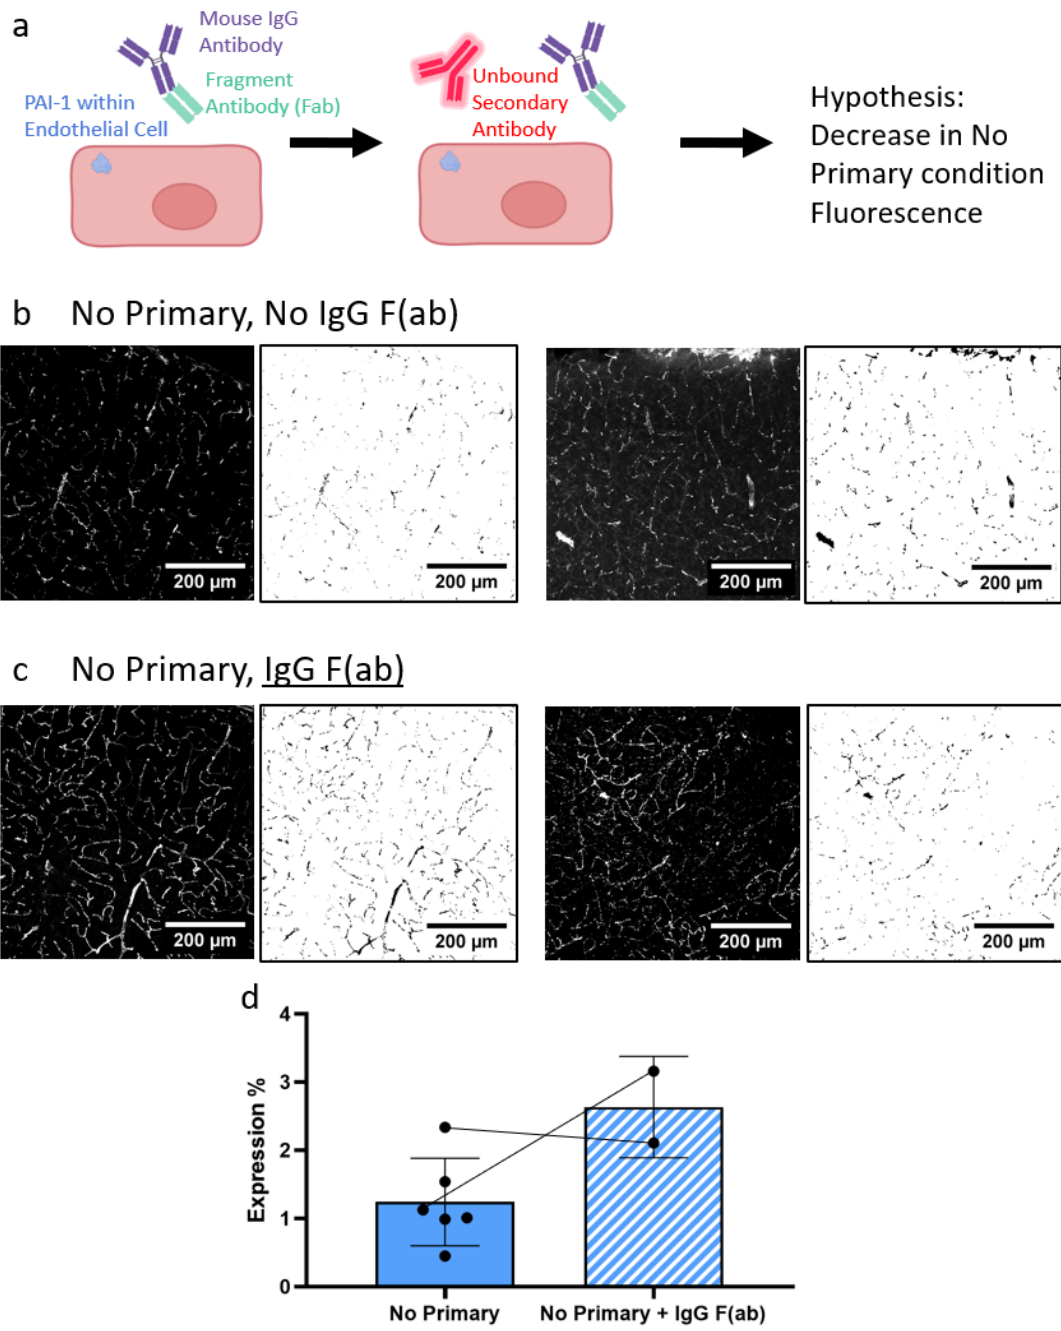 a
Mouse IgG
Antibody
Fragment
Antibody (Fab)
PAI-1 within
Endothelial Cell
Unbound
Secondary
Antibody
Hypothesis:
Decrease in No
Primary condition
Fluorescence
b No Primary, No IgG F(ab)
200 µm
200 µm
200 µm
200 µm
c No Primary, IgG F(ab)
200 µm
200 µm
200 µm
200 µm
d
Expression %
4
3
2
1
0
No Primary
No Primary + IgG F(ab)